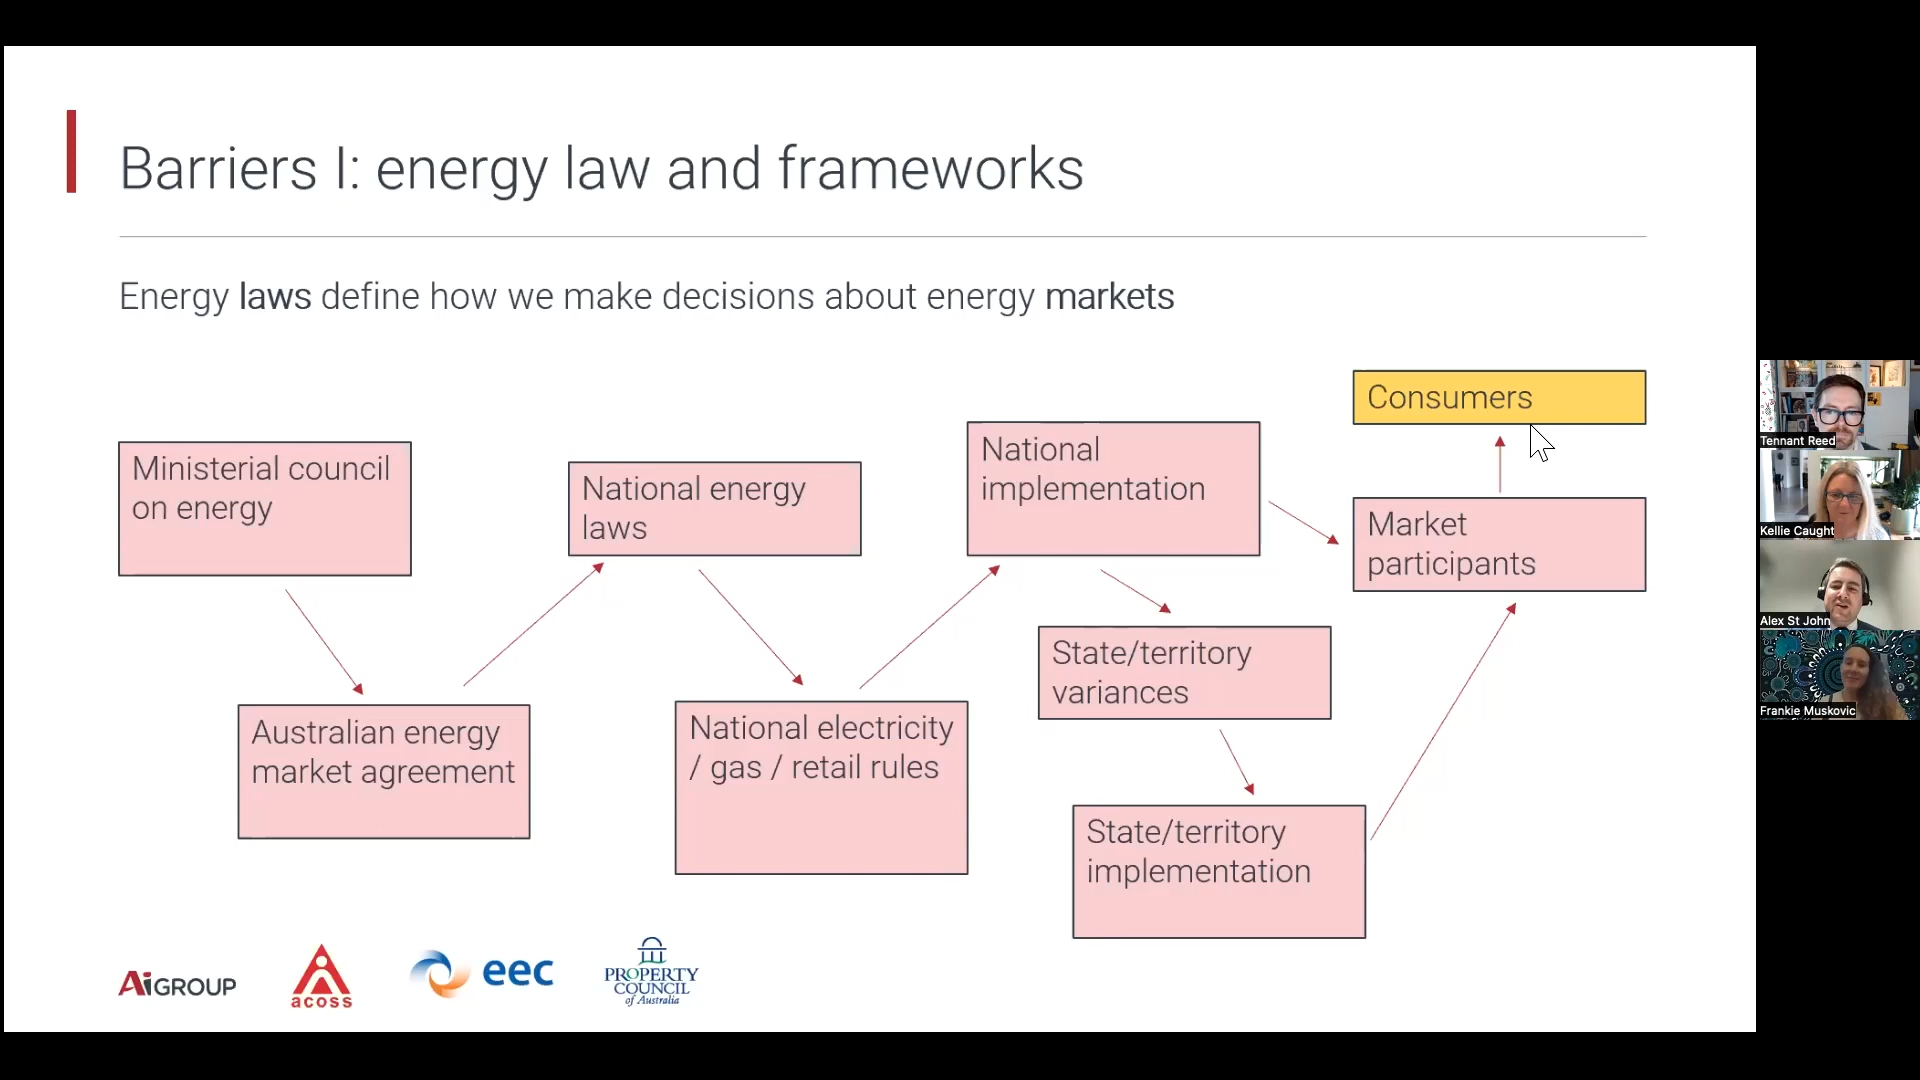 Barriers I: energy law and frameworks
Energy laws define how we make decisions about energy markets
Ministerial council
on energy
Australian energy
market agreement
National energy
laws
National electricity
/ gas / retail rules
National
implementation
State/territory
variances
State/territory
implementation
Market
participants
Consumers
Ai GROUP
acoss
eec
PROPERTY
COUNCIL
of Australia
Tennant Reed
Kellie Caught
Alex St John
Frankie Muskovic